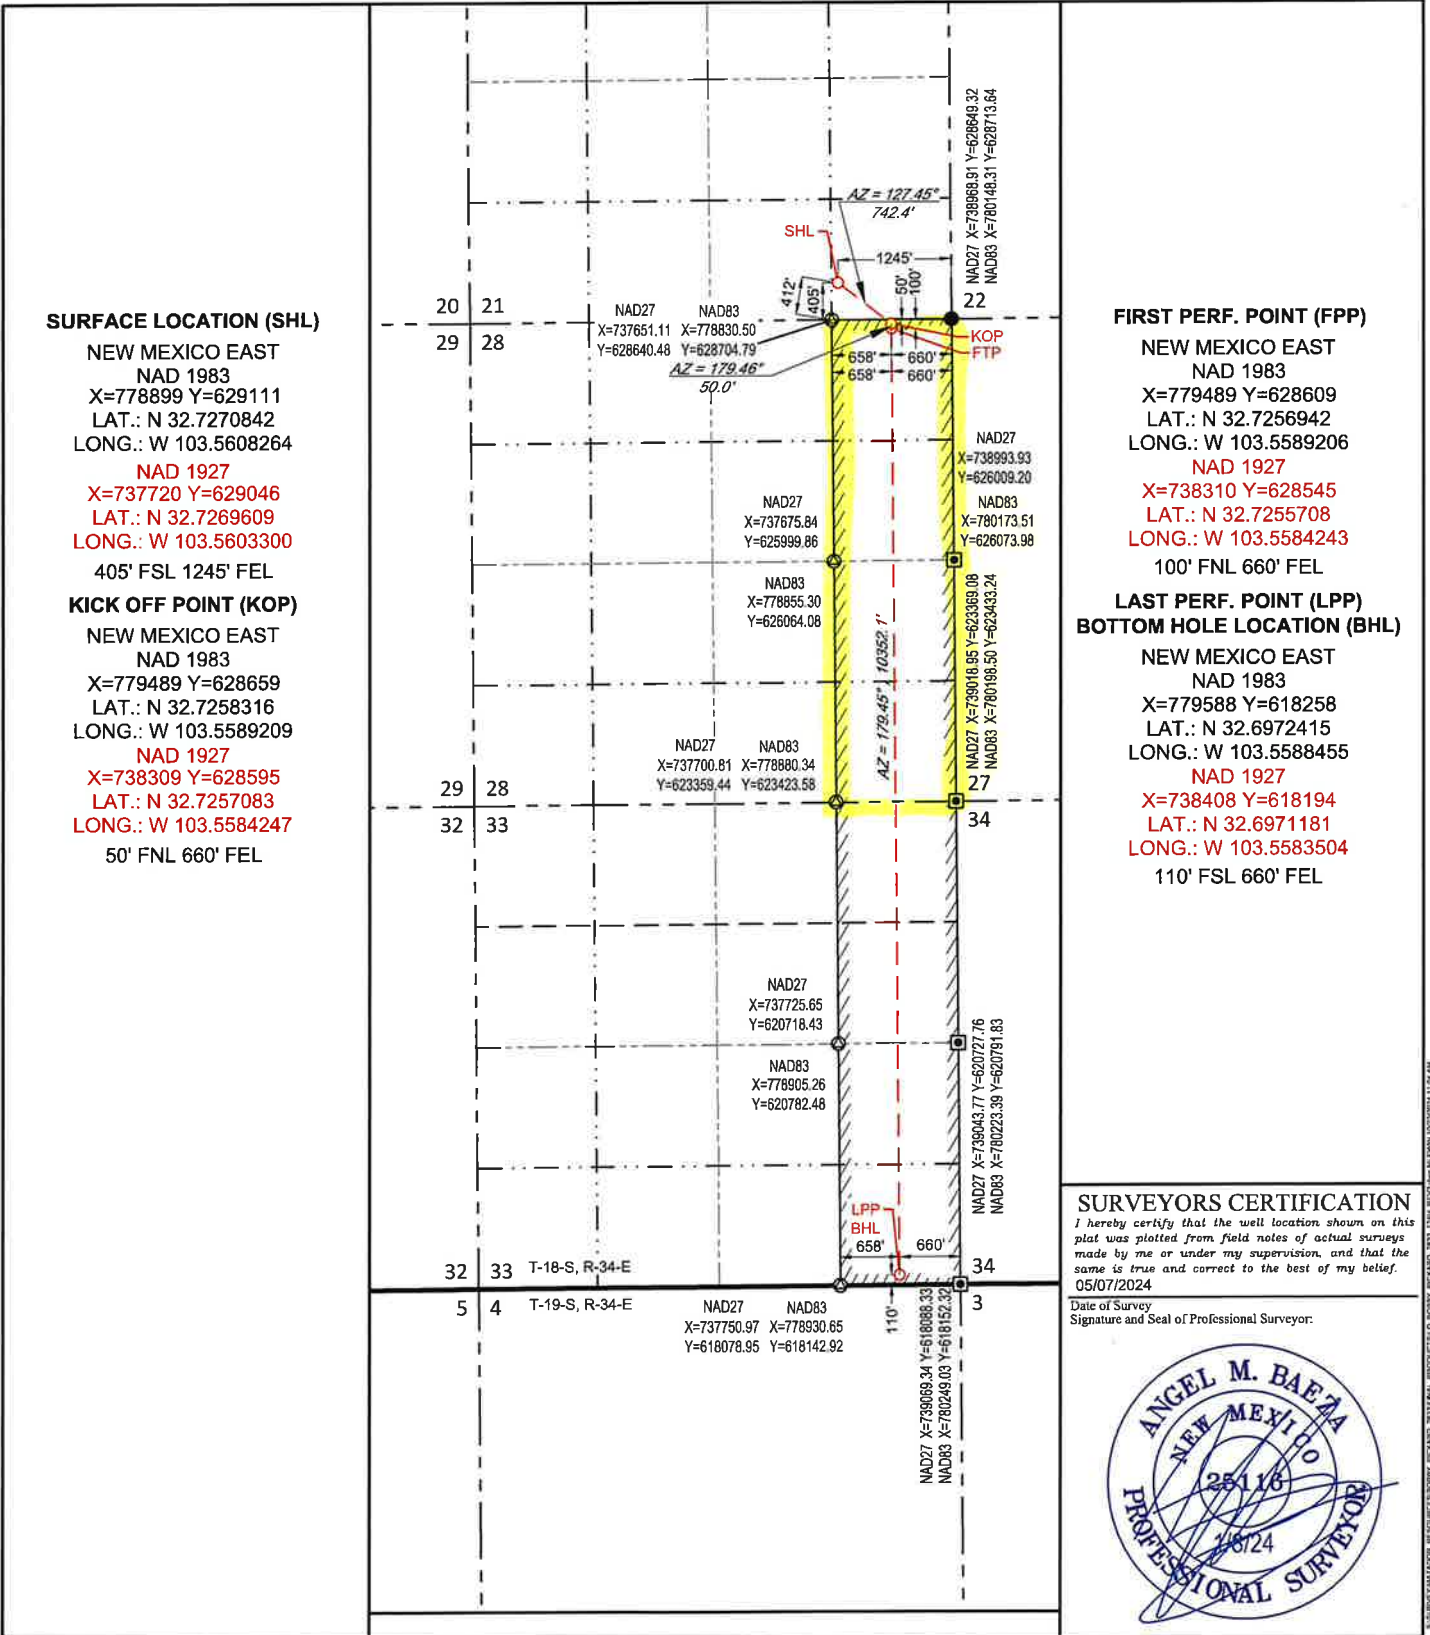 SURFACE LOCATION (SHL)
NEW MEXICO EAST
NAD 1983
X=778899 Y=629111
LAT.: N 32.7270842
LONG.: W 103.5608264
NAD 1927
X=737720 Y=629046
LAT.: N 32.7269609
LONG.: W 103.5603300
405' FSL 1245' FEL
KICK OFF POINT (KOP)
NEW MEXICO EAST
NAD 1983
X=779489 Y=628659
LAT.: N 32.7258316
LONG.: W 103.5589209
NAD 1927
X=738309 Y=628595
LAT.: N 32.7257083
LONG.: W 103.5584247
50' FNL 660' FEL
NAD27 X=738968.91 Y=628649.32
NAD83 X=780148.31 Y=628713.64
AZ = 127.45°
742.4'
SHL
1245'
412'
405'
50'
100'
20 21
22
29 28
NAD27
X=737651.11
Y=628640.48
NAD83
X=778830.50
Y=628704.79
KOP
FTP
658' 660'
658' 660'
AZ = 179.46°
50.0'
NAD27
X=738993.93
Y=626009.20
NAD83
X=780173.51
Y=626073.98
NAD27
X=737675.84
Y=625999.86
NAD83
X=778855.30
Y=626064.08
AZ = 179.45° 10352.1'
NAD27 X=739018.95 Y=623369.08
NAD83 X=780198.50 Y=623433.24
NAD27
X=737700.81
Y=623359.44
NAD83
X=778880.34
Y=623423.58
29 28
27
32 33
34
NAD27
X=737725.65
Y=620718.43
NAD83
X=778905.26
Y=620782.48
NAD27 X=739043.77 Y=620727.76
NAD83 X=780223.39 Y=620791.83
LPP
BHL
658' 660'
32 33 T-18-S, R-34-E
34
5 4 T-19-S, R-34-E
3
NAD27
X=737750.97
Y=618078.95
NAD83
X=778930.65
Y=618142.92
110'
NAD27 X=739069.34 Y=618088.33
NAD83 X=780249.03 Y=618152.32
FIRST PERF. POINT (FPP)
NEW MEXICO EAST
NAD 1983
X=779489 Y=628609
LAT.: N 32.7256942
LONG.: W 103.5589206
NAD 1927
X=738310 Y=628545
LAT.: N 32.7255708
LONG.: W 103.5584243
100' FNL 660' FEL
LAST PERF. POINT (LPP)
BOTTOM HOLE LOCATION (BHL)
NEW MEXICO EAST
NAD 1983
X=779588 Y=618258
LAT.: N 32.6972415
LONG.: W 103.5588455
NAD 1927
X=738408 Y=618194
LAT.: N 32.6971181
LONG.: W 103.5583504
110' FSL 660' FEL
SURVEYORS CERTIFICATION
I hereby certify that the well location shown on this
plat was plotted from field notes of actual surveys
made by me or under my supervision, and that the
same is true and correct to the best of my belief.
05/07/2024
Date of Survey
Signature and Seal of Professional Surveyor:
ANGEL M. BAEZA
NEW MEXICO
25116
PROFESSIONAL SURVEYOR